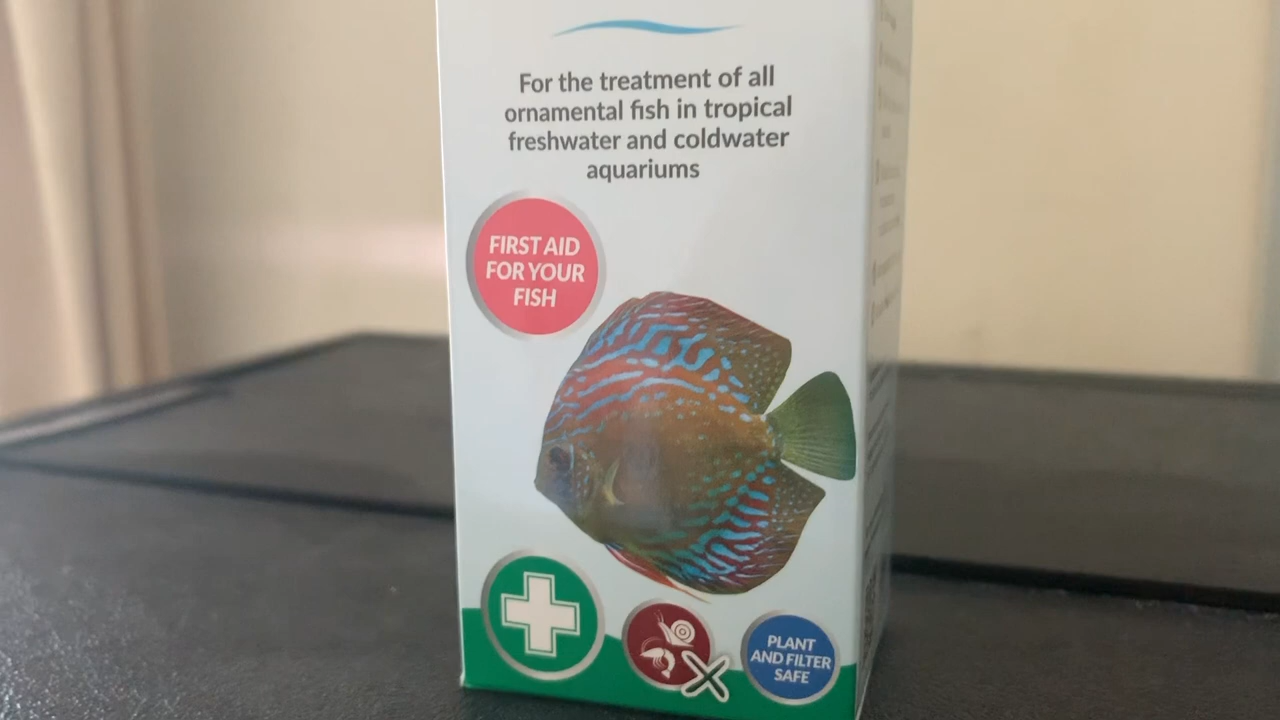 For the treatment of all
ornamental fish in tropical
freshwater and coldwater
aquariums
FIRST AID
FOR YOUR
FISH
PLANT
AND FILTER
SAFE